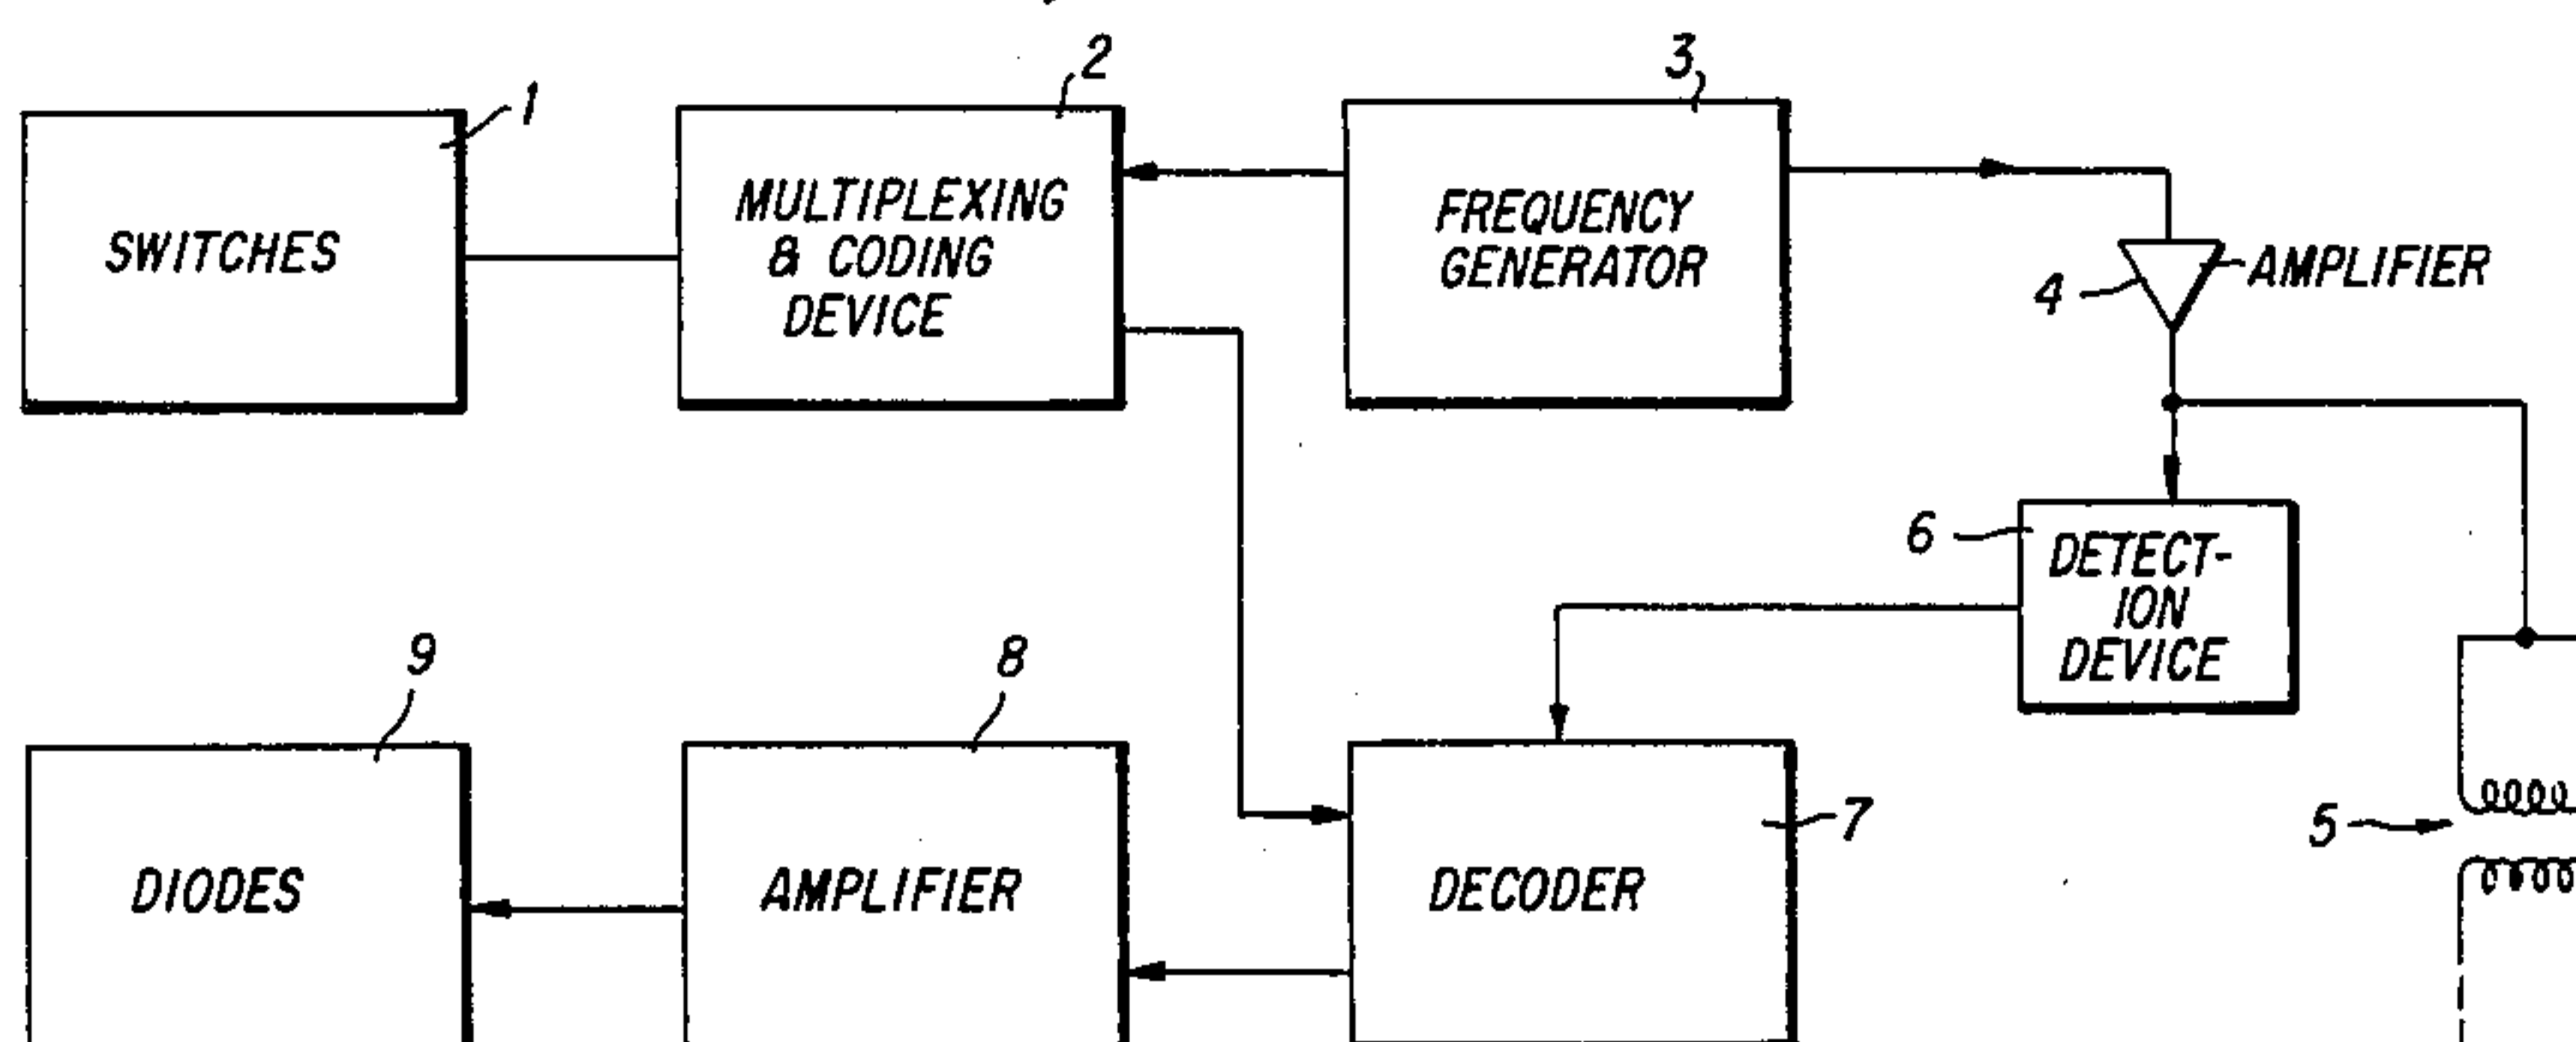 1
2
3
SWITCHES
MULTIPLEXING
& CODING
DEVICE
FREQUENCY
GENERATOR
4
AMPLIFIER
6
DETECT-
ION
DEVICE
9
8
7
5
DIODES
AMPLIFIER
DECODER